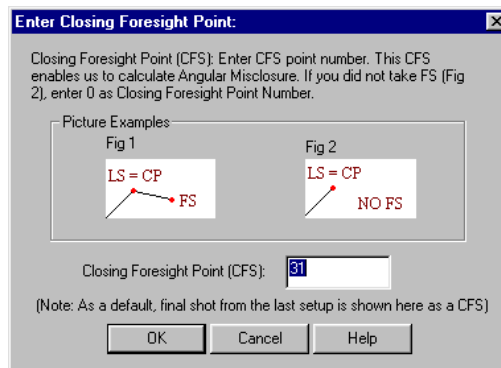 Enter Closing Foresight Point:
Closing Foresight Point (CFS): Enter CFS point number. This CFS
enables us to calculate Angular Misclosure. If you did not take FS (Fig
2), enter 0 as Closing Foresight Point Number.
Picture Examples
Fig 1
Fig 2
LS = CP
FS
LS = CP
NO FS
Closing Foresight Point (CFS): 31
(Note: As a default, final shot from the last setup is shown here as a CFS)
OK Cancel Help